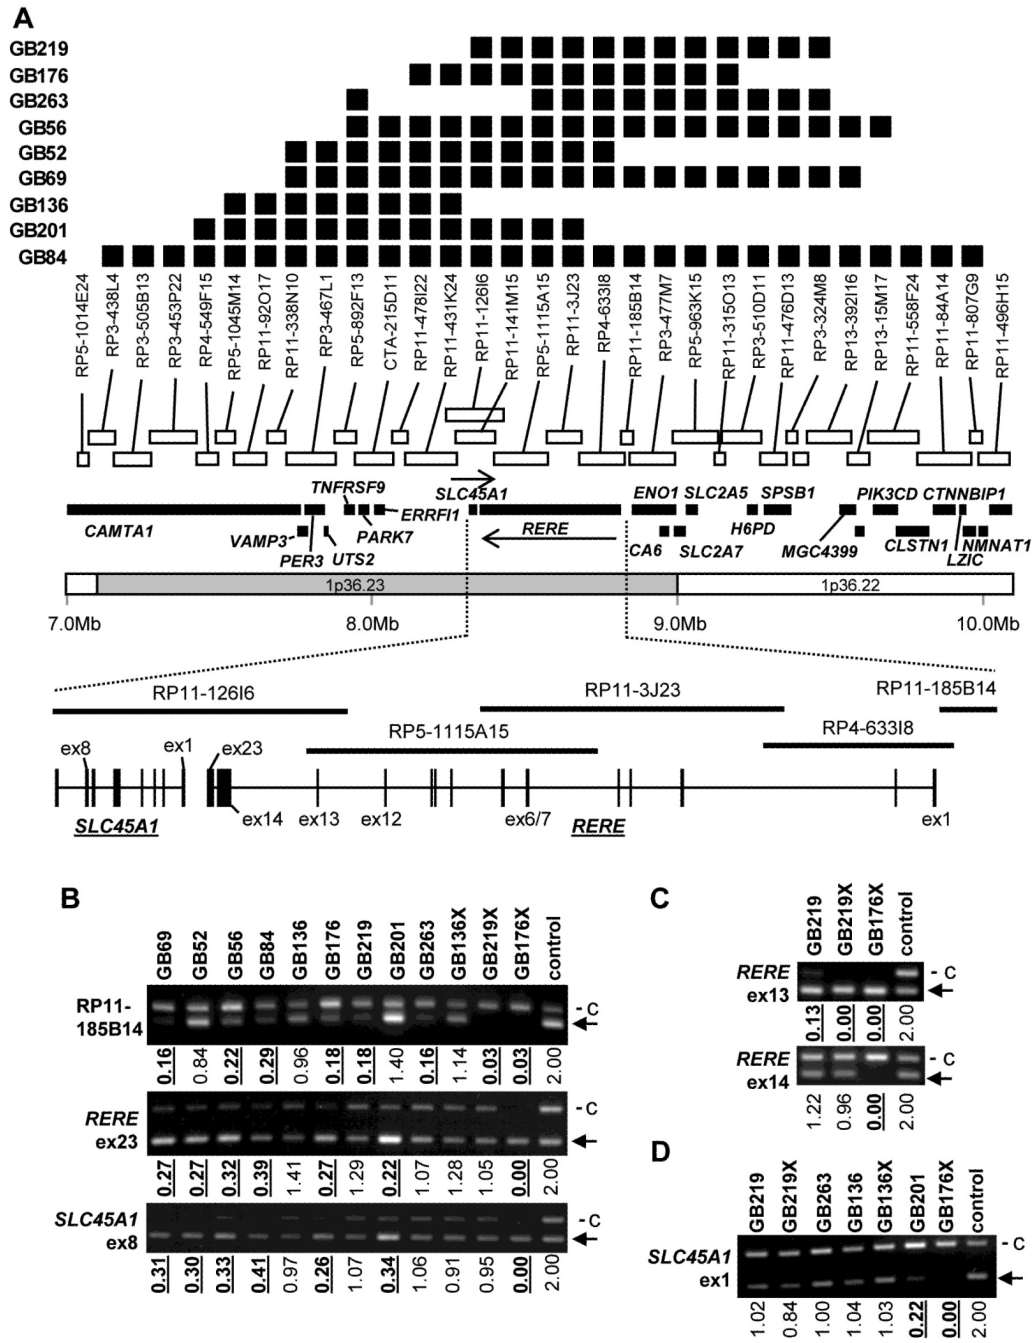 A
GB219
GB176
GB263
GB56
GB52
GB69
GB136
GB201
GB84
RP5-1014E24
RP3-438L4
RP3-505B13
RP3-453P22
RP4-549F15
RP5-1045M14
RP11-92O17
RP11-338N10
RP3-467L1
RP5-892F13
CTA-215D11
RP11-478I22
RP11-431K24
RP11-126I6
RP11-141M15
RP5-1115A15
RP11-3J23
RP4-633I8
RP11-185B14
RP3-477M7
RP5-963K15
RP11-315O13
RP3-510D11
RP11-476D13
RP3-324M8
RP13-392I16
RP13-15M17
RP11-558F24
RP11-84A14
RP11-807G9
RP11-496H15
TNFRSF9 SLC45A1 ENO1 SLC2A5 SPSB1 PIK3CD CTNNBIP1
CAMTA1 VAMP3 PER3 UTS2 PARK7 ERRFI1 RERE CA6 SLC2A7 H6PD MGC4399 CLSTN1 LZIC NMNAT1
1p36.23 1p36.22
7.0Mb 8.0Mb 9.0Mb 10.0Mb
RP11-126I6 RP11-3J23 RP11-185B14
RP5-1115A15 RP4-633I8
ex8 ex1 ex23
ex14 ex13 ex12 ex6/7 ex1
SLC45A1 RERE
B
GB69 GB52 GB56 GB84 GB136 GB176 GB219 GB201 GB263 GB136X GB219X GB176X control
RP11-185B14 - C
0.16 0.84 0.22 0.29 0.96 0.18 0.18 1.40 0.16 1.14 0.03 0.03 2.00
RERE ex23 - C
0.27 0.27 0.32 0.39 1.41 0.27 1.29 0.22 1.07 1.28 1.05 0.00 2.00
SLC45A1 ex8 - C
0.31 0.30 0.33 0.41 0.97 0.26 1.07 0.34 1.06 0.91 0.95 0.00 2.00
C
GB219 GB219X GB176X control
RERE ex13 - C
0.13 0.00 0.00 2.00
RERE ex14 - C
1.22 0.96 0.00 2.00
D
GB219 GB219X GB263 GB136 GB136X GB201 GB176X control
SLC45A1 ex1 - C
1.02 0.84 1.00 1.04 1.03 0.22 0.00 2.00